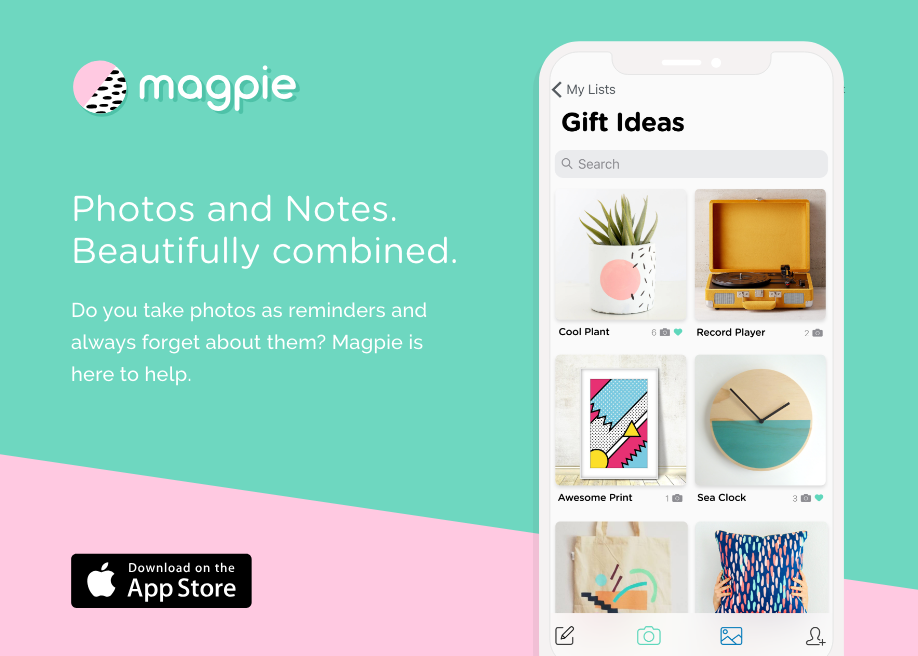 magpie
Photos and Notes.
Beautifully combined.
Do you take photos as reminders and
always forget about them? Magpie is
here to help.
Download on the
App Store
My Lists
Gift Ideas
Search
Cool Plant 6
Record Player 2
Awesome Print 1
Sea Clock 3